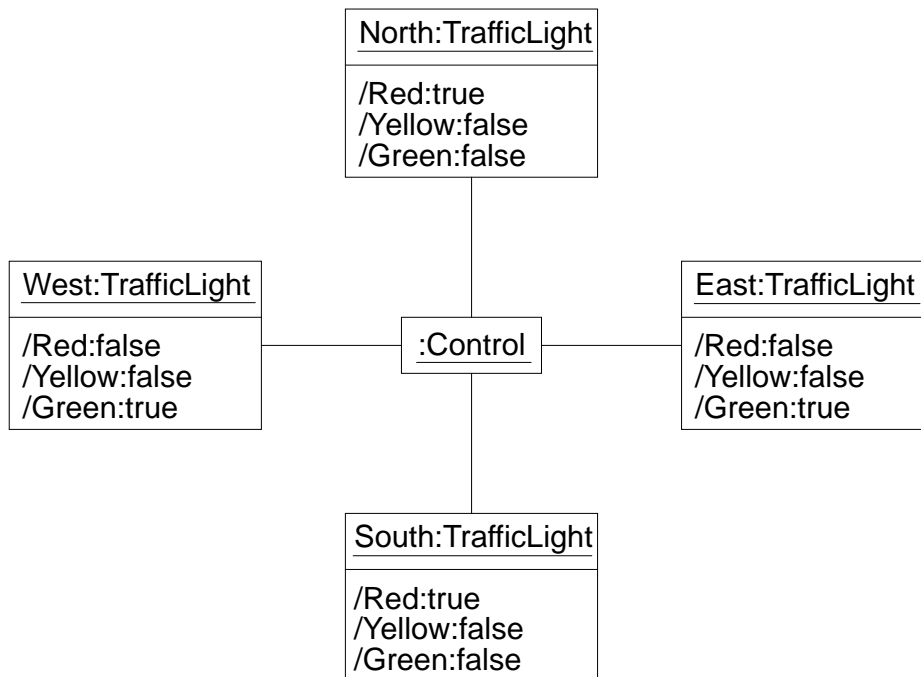 North:TrafficLight
/Red:true
/Yellow:false
/Green:false
West:TrafficLight
/Red:false
/Yellow:false
/Green:true
:Control
East:TrafficLight
/Red:false
/Yellow:false
/Green:true
South:TrafficLight
/Red:true
/Yellow:false
/Green:false